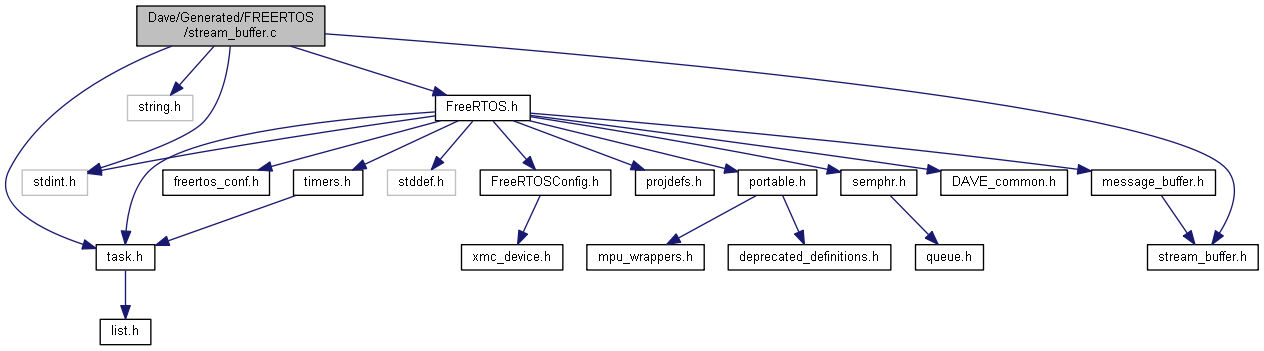 Dave/Generated/FREERTOS
/stream_buffer.c
string.h
FreeRTOS.h
stdint.h
freertos_conf.h
timers.h
stddef.h
FreeRTOSConfig.h
projdefs.h
portable.h
semphr.h
DAVE_common.h
message_buffer.h
task.h
xmc_device.h
mpu_wrappers.h
deprecated_definitions.h
queue.h
stream_buffer.h
list.h